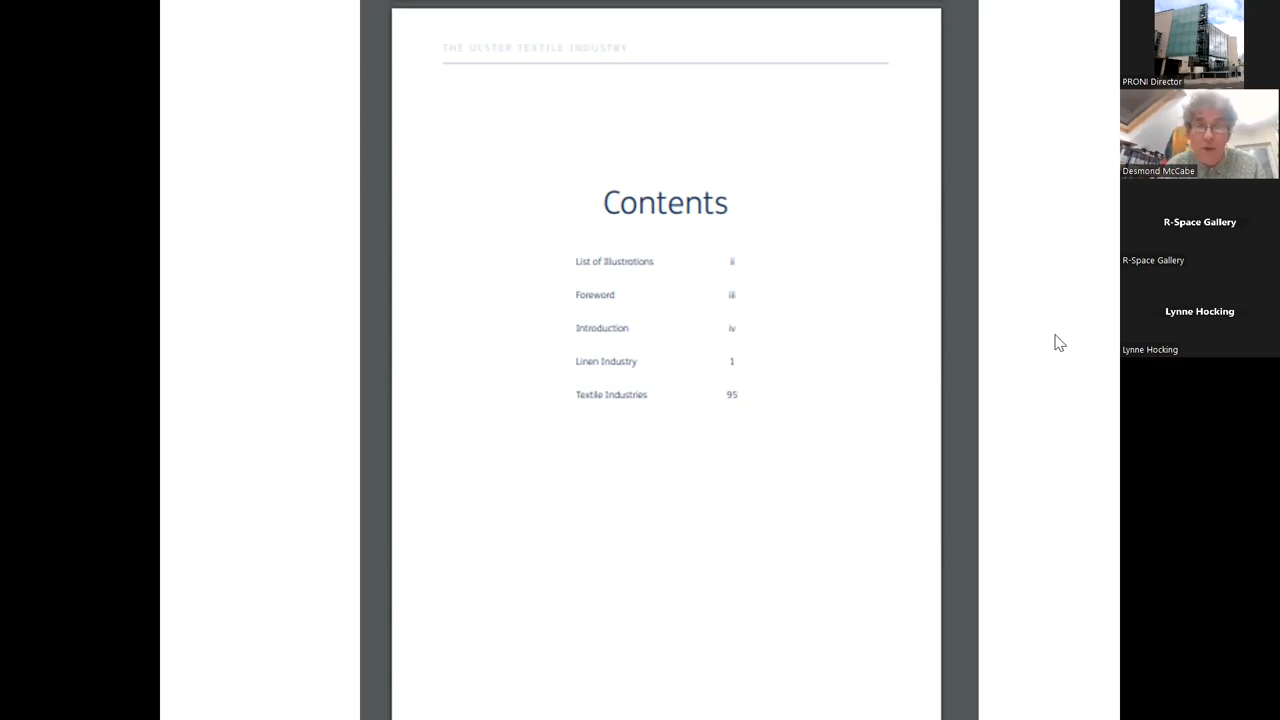 THE ULSTER TEXTILE INDUSTRY
Contents
List of Illustrations ii
Foreword iii
Introduction iv
Linen Industry 1
Textile Industries 95
PRONI Director
Desmond McCabe
R-Space Gallery
R-Space Gallery
Lynne Hocking
Lynne Hocking